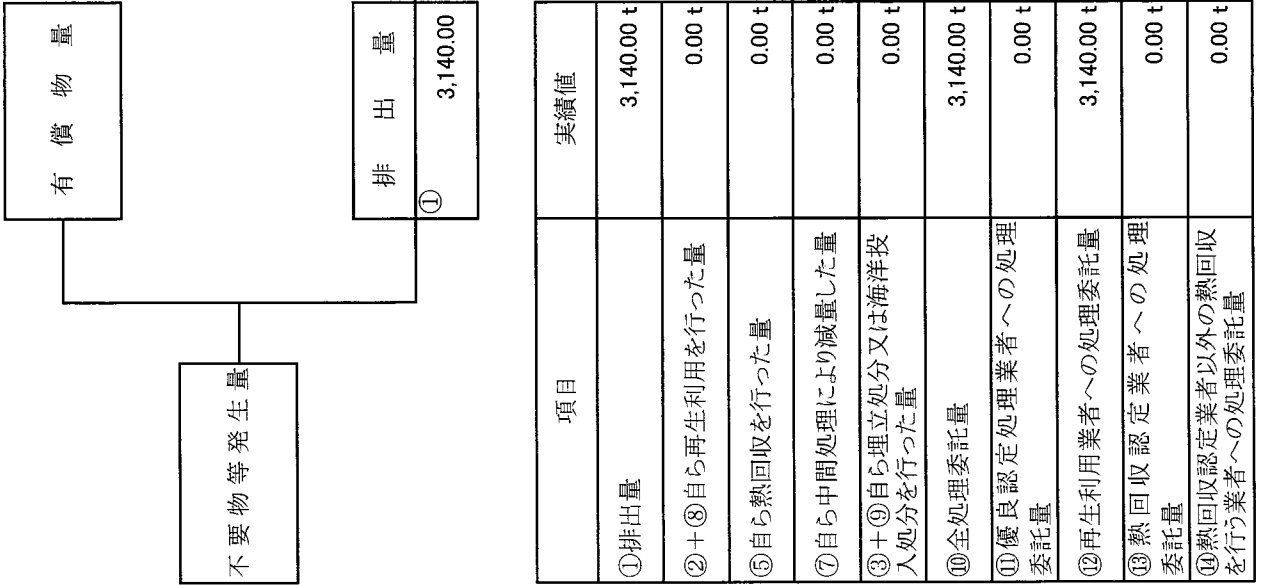 有償物量
不要物等発生量
排出量
①
3,140.00
項目 実績値
①排出量 3,140.00 t
②+⑧自ら再生利用を行った量 0.00 t
⑤自ら熱回収を行った量 0.00 t
⑦自ら中間処理により減量した量 0.00 t
③+⑨自ら埋立処分又は海洋投
入処分を行った量 0.00 t
⑩全処理委託量 3,140.00 t
⑪優良認定処理業者への処理
委託量 0.00 t
⑫再生利用業者への処理委託量 3,140.00 t
⑬熱回収認定業者への処理
委託量 0.00 t
⑭熱回収認定業者以外の熱回収
を行う業者への処理委託量 0.00 t